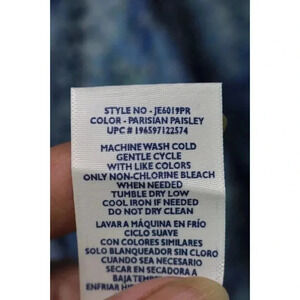 STYLE NO - JE6019PR
COLOR - PARISIAN PAISLEY
UPC # 196597122574
MACHINE WASH COLD
GENTLE CYCLE
WITH LIKE COLORS
ONLY NON-CHLORINE BLEACH
WHEN NEEDED
TUMBLE DRY LOW
COOL IRON IF NEEDED
DO NOT DRY CLEAN
LAVAR A MÁQUINA EN FRÍO
CICLO SUAVE
CON COLORES SIMILARES
SOLO BLANQUEADOR SIN CLORO
CUANDO SEA NECESARIO
SECAR EN SECADORA A
BAJA